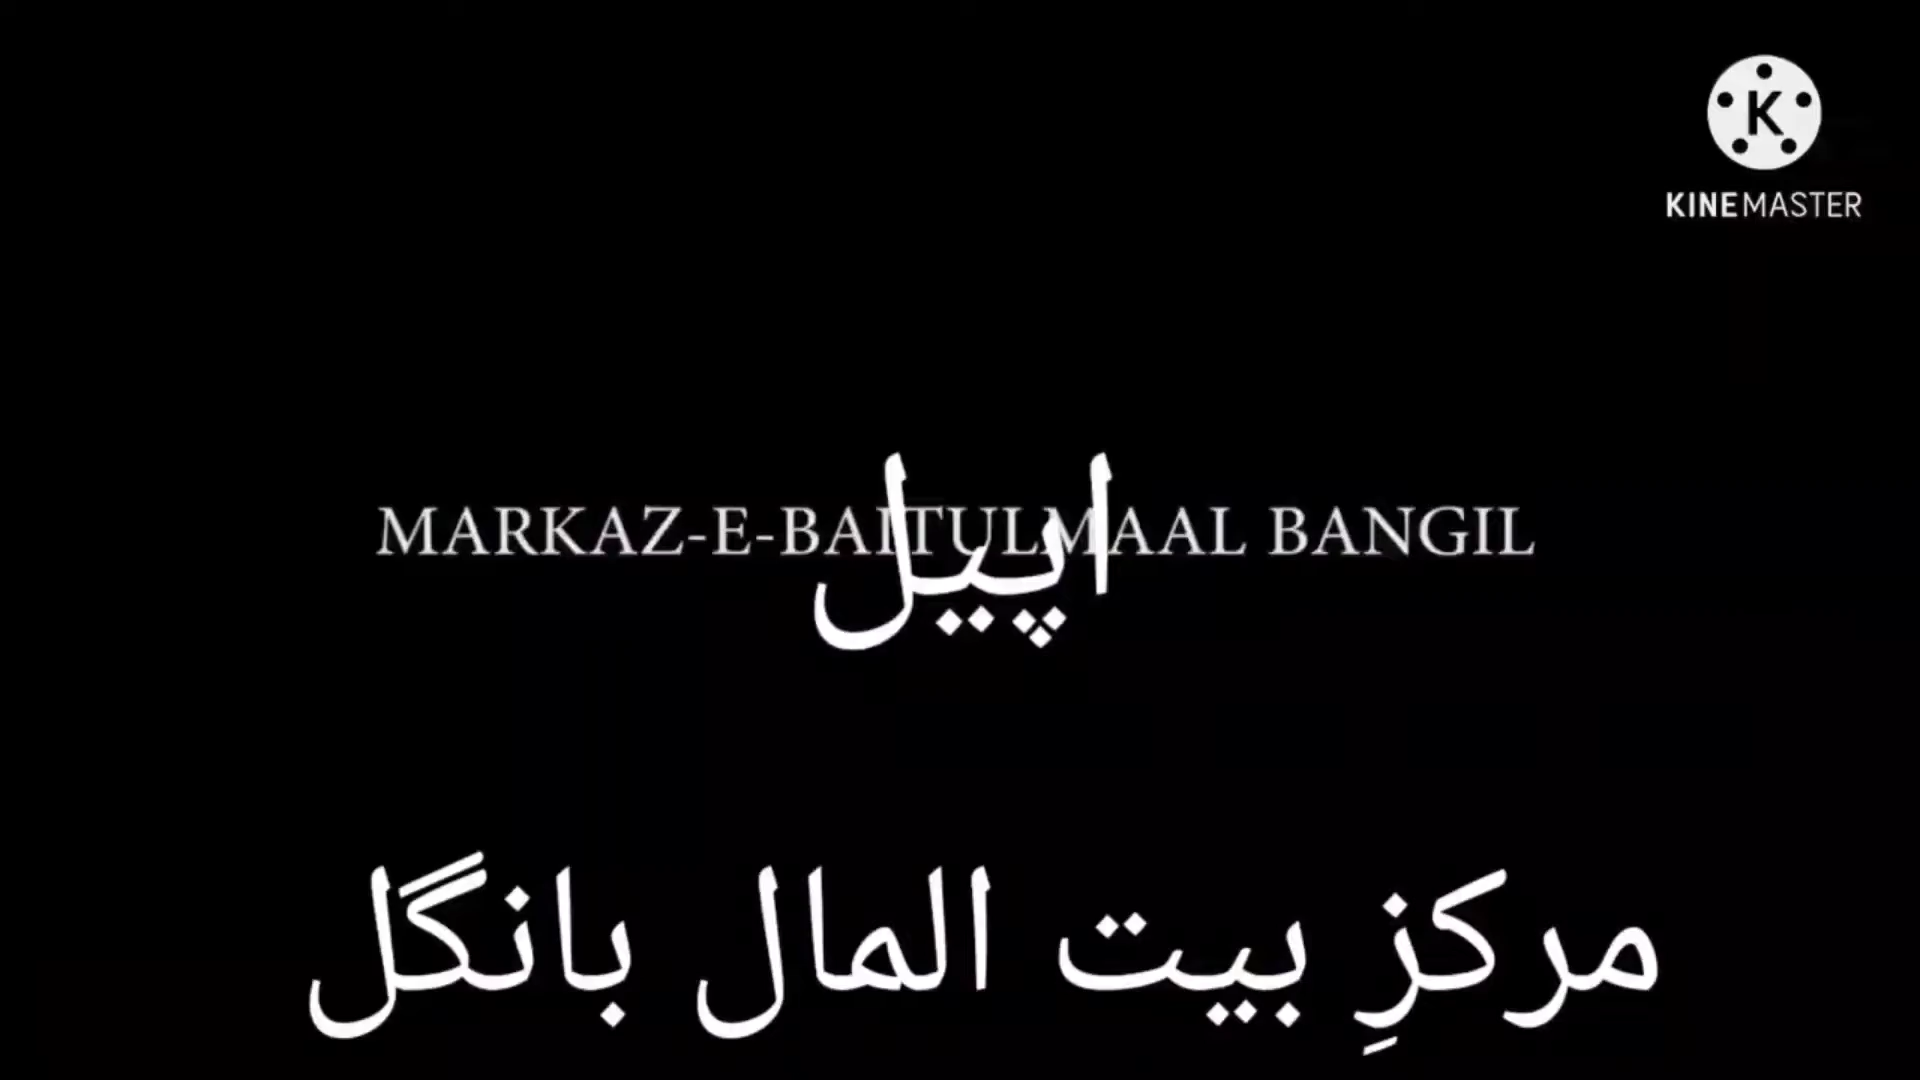 K
KINEMASTER
MARKAZ-E-BAITULMAAL BANGIL
اپیل
مرکزِ بیت المال بانگل